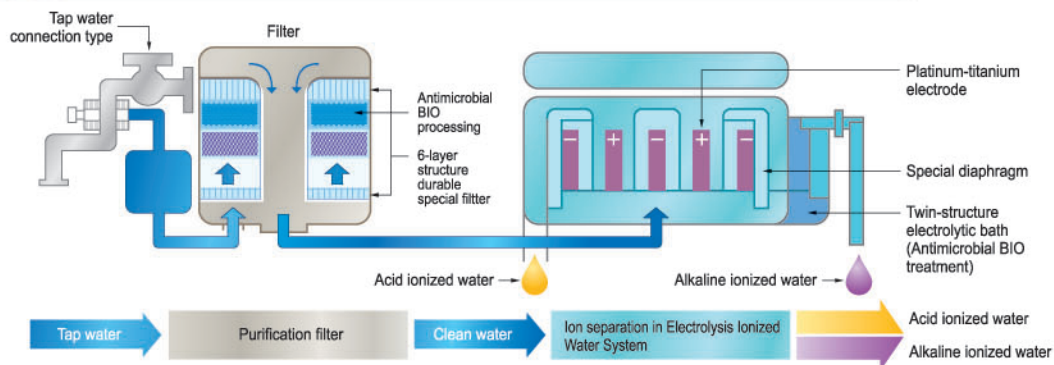 Tap water
connection type
Filter
Antimicrobial
BIO
processing
6-layer
structure
durable
special filtter
Platinum-titanium
electrode
Special diaphragm
Twin-structure
electrolytic bath
(Antimicrobial BIO
treatment)
− + − + −
Acid ionized water
Alkaline ionized water
Tap water
Purification filter
Clean water
Ion separation in Electrolysis Ionized
Water System
Acid ionized water
Alkaline ionized water